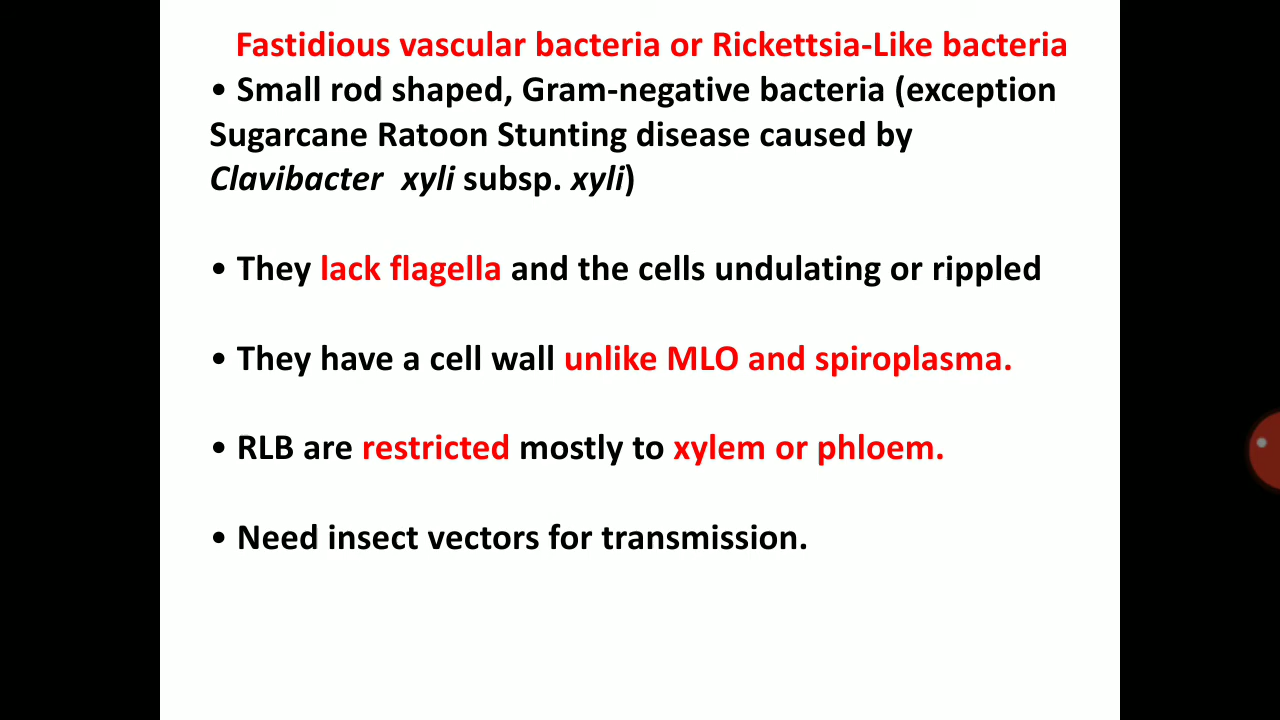 Fastidious vascular bacteria or Rickettsia-Like bacteria
• Small rod shaped, Gram-negative bacteria (exception
Sugarcane Ratoon Stunting disease caused by
Clavibacter xyli subsp. xyli)
• They lack flagella and the cells undulating or rippled
• They have a cell wall unlike MLO and spiroplasma.
• RLB are restricted mostly to xylem or phloem.
• Need insect vectors for transmission.